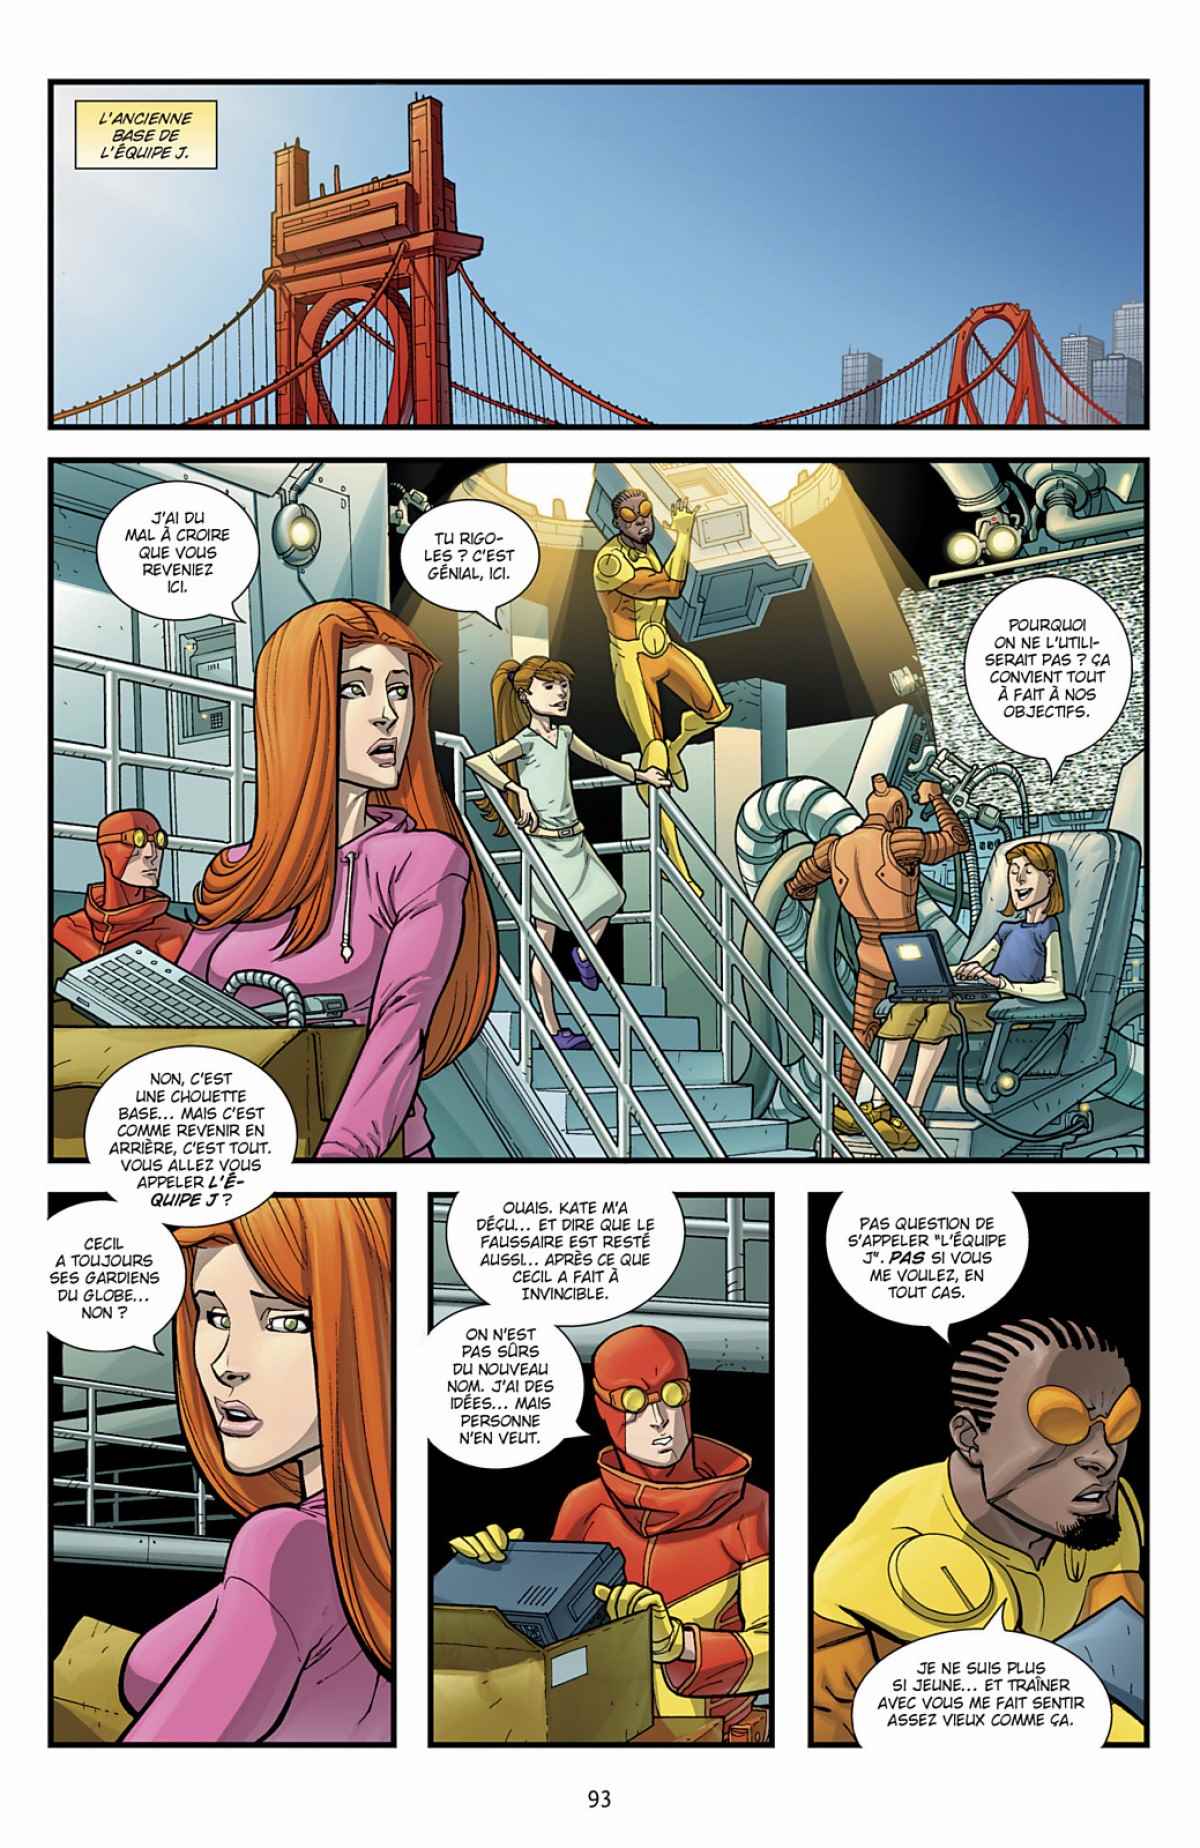 L'ANCIENNE
BASE DE
L'ÉQUIPE J.
J'AI DU
MAL À CROIRE
QUE VOUS
REVENIEZ
ICI.
TU RIGO-
LES ? C'EST
GÉNIAL, ICI.
POURQUOI
ON NE L'UTILI-
SERAIT PAS ? ÇA
CONVIENT TOUT
À FAIT À NOS
OBJECTIFS.
NON, C'EST
UNE CHOUETTE
BASE... MAIS C'EST
COMME REVENIR EN
ARRIÈRE, C'EST TOUT.
VOUS ALLEZ VOUS
APPELER L'É-
QUIPE J ?
CECIL
A TOUJOURS
SES GARDIENS
DU GLOBE...
NON ?
OUAIS. KATE M'A
DÉÇU... ET DIRE QUE LE
FAUSSAIRE EST RESTÉ
AUSSI... APRÈS CE QUE
CECIL A FAIT À
INVINCIBLE.
ON N'EST
PAS SÛRS
DU NOUVEAU
NOM. J'AI DES
IDÉES... MAIS
PERSONNE
N'EN VEUT.
PAS QUESTION DE
S'APPELER "L'ÉQUIPE
J". PAS SI VOUS
ME VOULEZ, EN
TOUT CAS.
JE NE SUIS PLUS
SI JEUNE... ET TRAÎNER
AVEC VOUS ME FAIT SENTIR
ASSEZ VIEUX COMME ÇA.
93